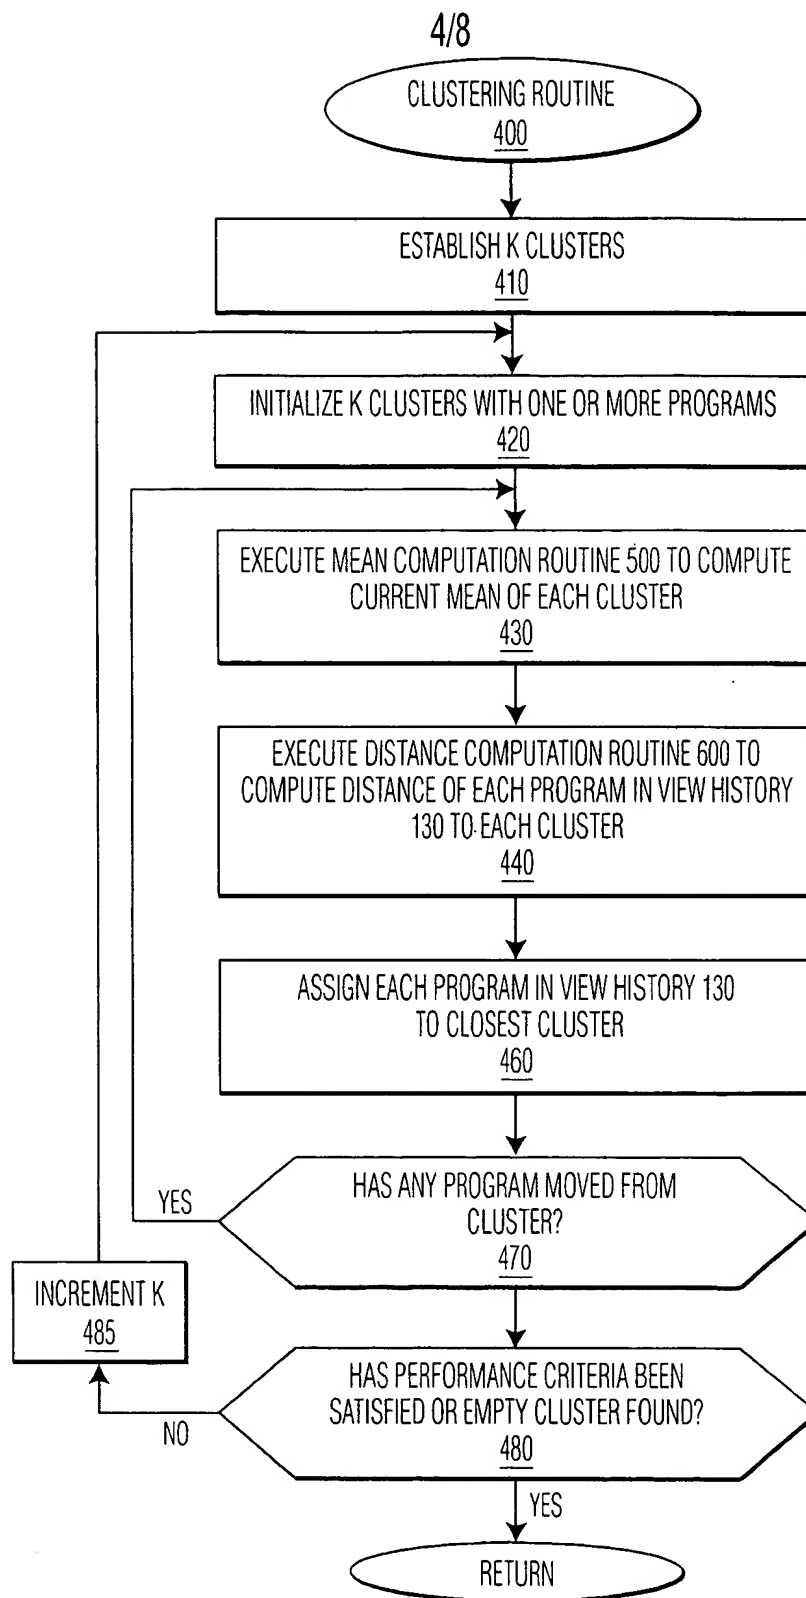 4/8
CLUSTERING ROUTINE
400
ESTABLISH K CLUSTERS
410
INITIALIZE K CLUSTERS WITH ONE OR MORE PROGRAMS
420
EXECUTE MEAN COMPUTATION ROUTINE 500 TO COMPUTE
CURRENT MEAN OF EACH CLUSTER
430
EXECUTE DISTANCE COMPUTATION ROUTINE 600 TO
COMPUTE DISTANCE OF EACH PROGRAM IN VIEW HISTORY
130 TO EACH CLUSTER
440
ASSIGN EACH PROGRAM IN VIEW HISTORY 130
TO CLOSEST CLUSTER
460
YES
HAS ANY PROGRAM MOVED FROM
CLUSTER?
470
INCREMENT K
485
HAS PERFORMANCE CRITERIA BEEN
SATISFIED OR EMPTY CLUSTER FOUND?
480
NO
YES
RETURN